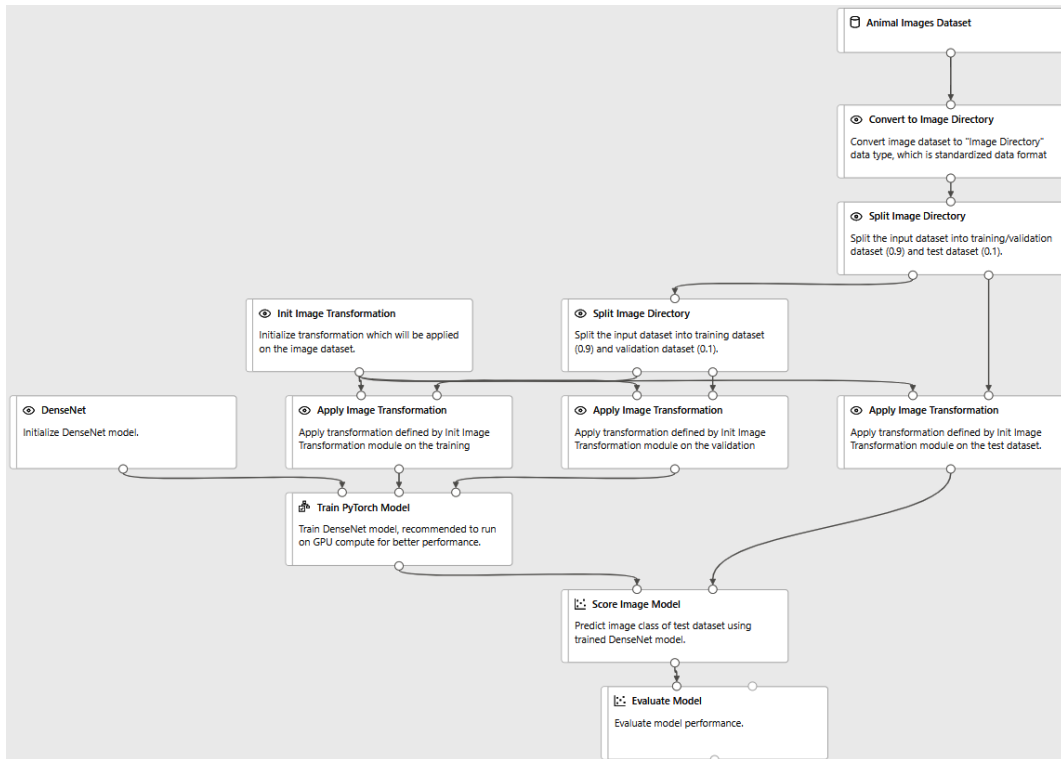 Animal Images Dataset
Convert to Image Directory
Convert image dataset to "Image Directory"
data type, which is standardized data format
Split Image Directory
Split the input dataset into training/validation
dataset (0.9) and test dataset (0.1).
Init Image Transformation
Initialize transformation which will be applied
on the image dataset.
Split Image Directory
Split the input dataset into training dataset
(0.9) and validation dataset (0.1).
DenseNet
Initialize DenseNet model.
Apply Image Transformation
Apply transformation defined by Init Image
Transformation module on the training
Apply Image Transformation
Apply transformation defined by Init Image
Transformation module on the validation
Apply Image Transformation
Apply transformation defined by Init Image
Transformation module on the test dataset.
Train PyTorch Model
Train DenseNet model, recommended to run
on GPU compute for better performance.
Score Image Model
Predict image class of test dataset using
trained DenseNet model.
Evaluate Model
Evaluate model performance.